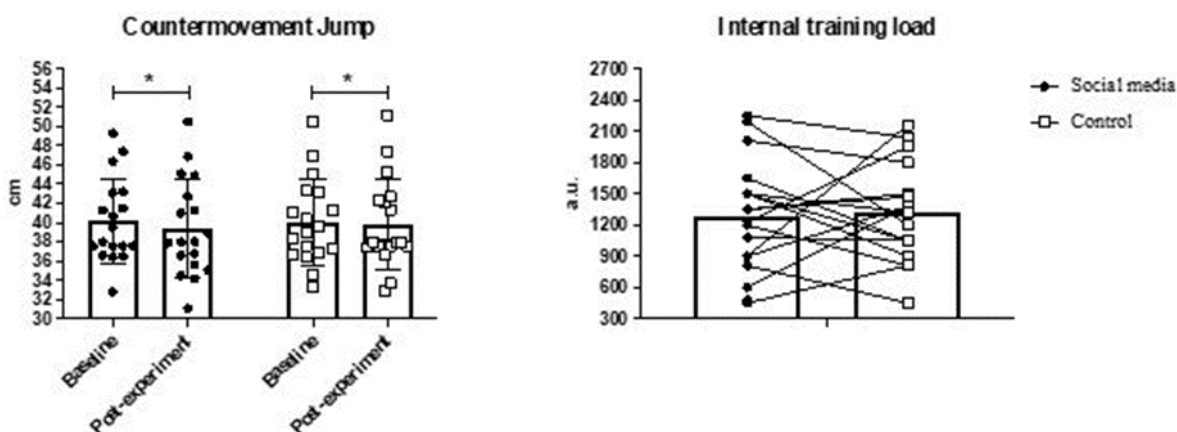 Countermovement Jump
56
54
52
50
48
46
44
42
40
38
36
34
32
30
cm
*
*
Baseline
Post-experiment
Baseline
Post-experiment
Internal training load
2700
2400
2100
1800
1500
1200
900
600
300
a.u.
Social media
Control